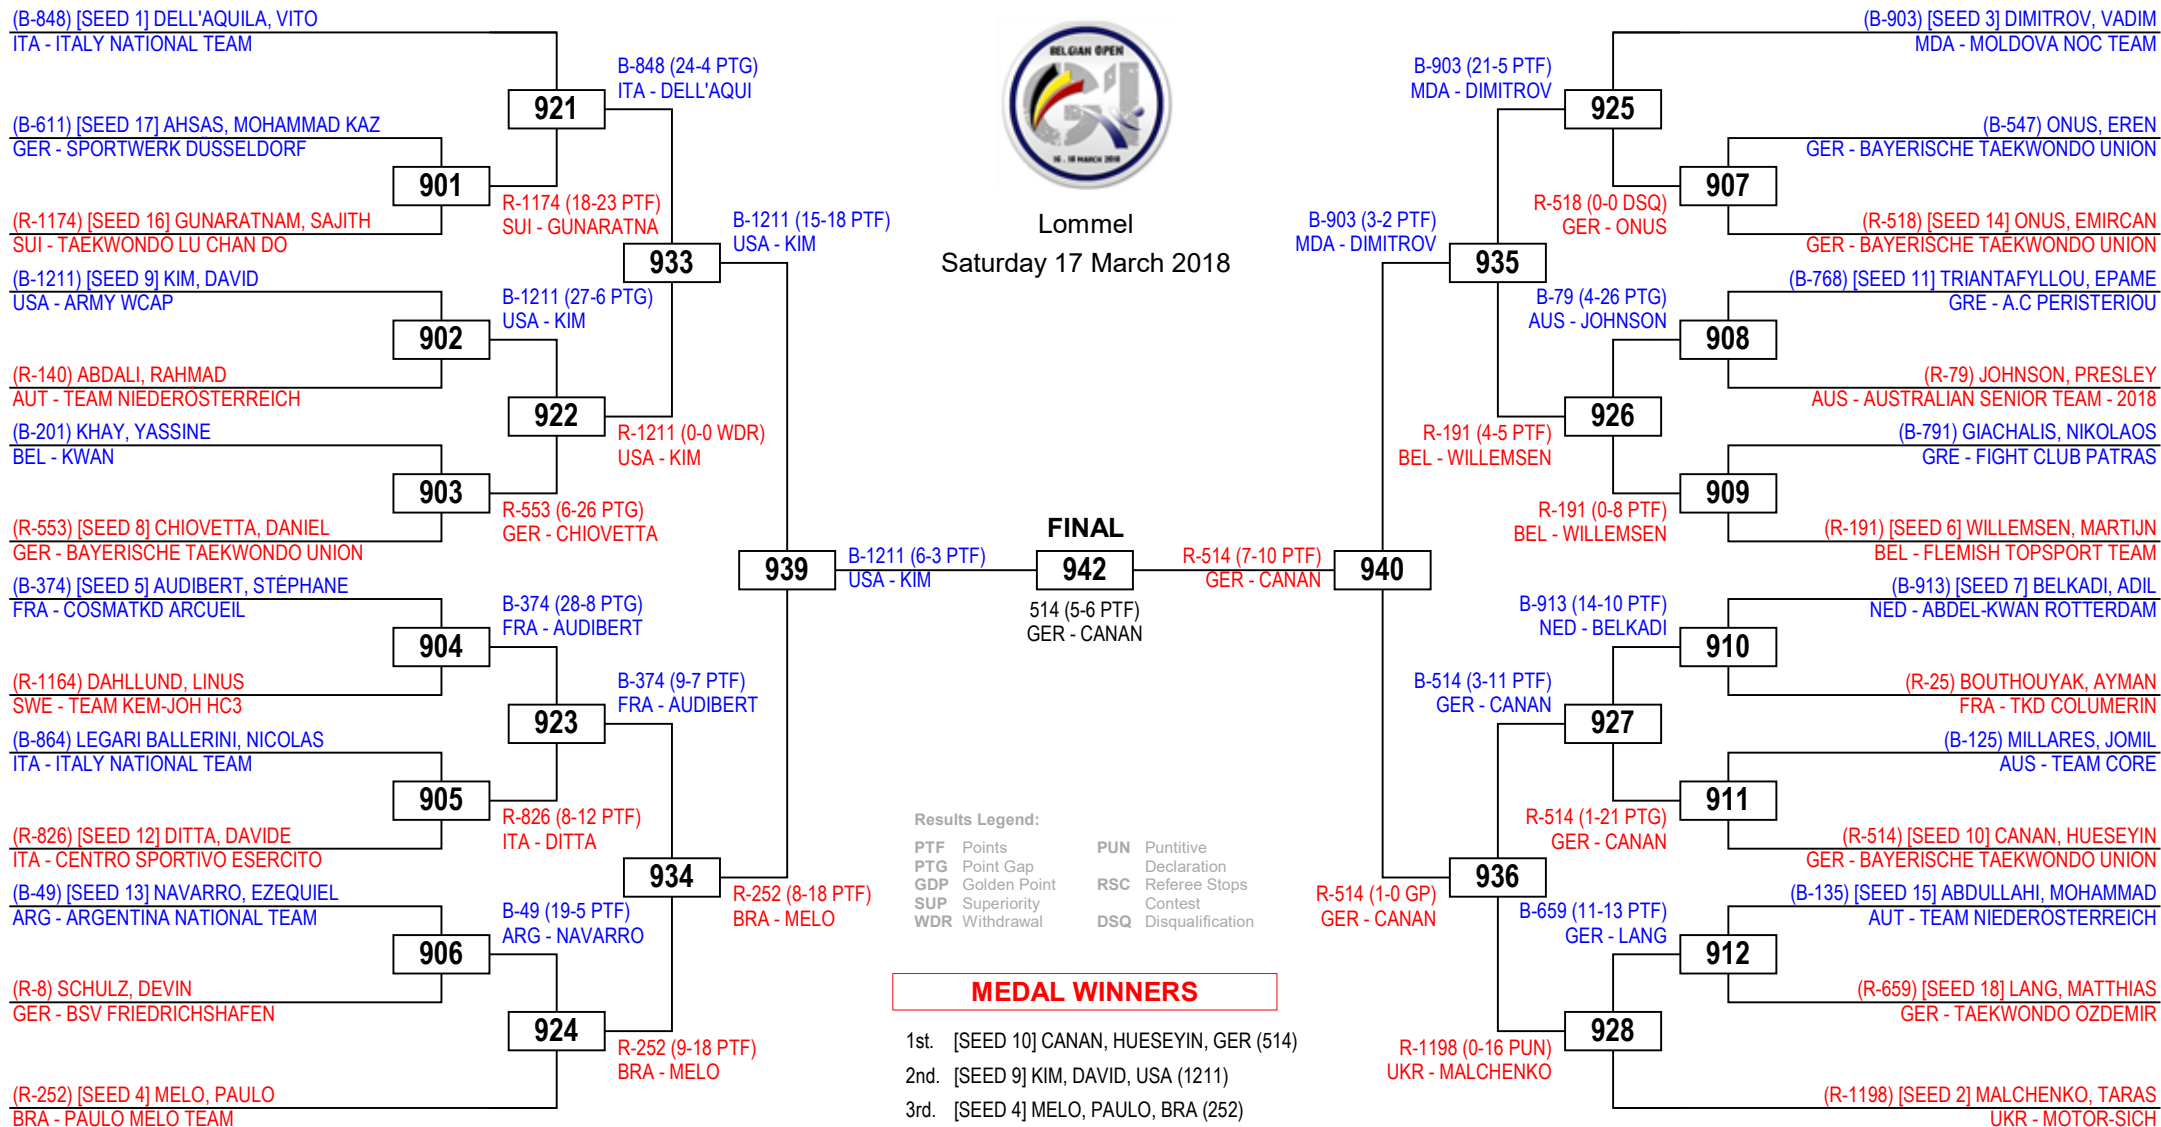 (B-848) [SEED 1] DELL'AQUILA, VITO
ITA - ITALY NATIONAL TEAM
(B-611) [SEED 17] AHSAS, MOHAMMAD KAZ
GER - SPORTWERK DÜSSELDORF
(R-1174) [SEED 16] GUNARATNAM, SAJITH
SUI - TAEKWONDO LU CHAN DO
(B-1211) [SEED 9] KIM, DAVID
USA - ARMY WCAP
(R-140) ABDALI, RAHMAD
AUT - TEAM NIEDERÖSTERREICH
(B-201) KHAY, YASSINE
BEL - KWAN
(R-553) [SEED 8] CHIOVETTA, DANIEL
GER - BAYERISCHE TAEKWONDO UNION
(B-374) [SEED 5] AUDIBERT, STÉPHANE
FRA - COSMATKD ARCUEIL
(R-1164) DAHLLUND, LINUS
SWE - TEAM KEM-JOH HC3
(B-864) LEGARI BALLERINI, NICOLAS
ITA - ITALY NATIONAL TEAM
(R-826) [SEED 12] DITTA, DAVIDE
ITA - CENTRO SPORTIVO ESERCITO
(B-49) [SEED 13] NAVARRO, EZEQUIEL
ARG - ARGENTINA NATIONAL TEAM
(R-8) SCHULZ, DEVIN
GER - BSV FRIEDRICHSHAFEN
(R-252) [SEED 4] MELO, PAULO
BRA - PAULO MELO TEAM
901
902
903
904
905
906
921
R-1174 (18-23 PTF)
SUI - GUNARATNA
B-1211 (27-6 PTG)
USA - KIM
922
R-553 (6-26 PTG)
GER - CHIOVETTA
B-374 (28-8 PTG)
FRA - AUDIBERT
923
R-826 (8-12 PTF)
ITA - DITTA
B-49 (19-5 PTF)
ARG - NAVARRO
924
B-848 (24-4 PTG)
ITA - DELL'AQUI
933
R-1211 (0-0 WDR)
USA - KIM
B-374 (9-7 PTF)
FRA - AUDIBERT
934
R-252 (9-18 PTF)
BRA - MELO
B-1211 (15-18 PTF)
USA - KIM
939
R-252 (8-18 PTF)
BRA - MELO
B-1211 (6-3 PTF)
USA - KIM
BELGIAN OPEN
G1
16 - 18 MARCH 2018
Lommel
Saturday 17 March 2018
FINAL
942
514 (5-6 PTF)
GER - CANAN
Results Legend:
PTF Points
PTG Point Gap
GDP Golden Point
SUP Superiority
WDR Withdrawal
PUN Puntitive
Declaration
RSC Referee Stops
Contest
DSQ Disqualification
MEDAL WINNERS
1st. [SEED 10] CANAN, HUESEYIN, GER (514)
2nd. [SEED 9] KIM, DAVID, USA (1211)
3rd. [SEED 4] MELO, PAULO, BRA (252)
R-514 (7-10 PTF)
GER - CANAN
940
B-903 (3-2 PTF)
MDA - DIMITROV
935
R-514 (1-0 GP)
GER - CANAN
936
B-903 (21-5 PTF)
MDA - DIMITROV
925
R-191 (4-5 PTF)
BEL - WILLEMSEN
926
B-514 (3-11 PTF)
GER - CANAN
927
R-1198 (0-16 PUN)
UKR - MALCHENKO
928
R-518 (0-0 DSQ)
GER - ONUS
907
B-79 (4-26 PTG)
AUS - JOHNSON
908
R-191 (0-8 PTF)
BEL - WILLEMSEN
909
B-913 (14-10 PTF)
NED - BELKADI
910
R-514 (1-21 PTG)
GER - CANAN
911
B-659 (11-13 PTF)
GER - LANG
912
(B-903) [SEED 3] DIMITROV, VADIM
MDA - MOLDOVA NOC TEAM
(B-547) ONUS, EREN
GER - BAYERISCHE TAEKWONDO UNION
(R-518) [SEED 14] ONUS, EMIRCAN
GER - BAYERISCHE TAEKWONDO UNION
(B-768) [SEED 11] TRIANTAFYLLOU, EPAME
GRE - A.C PERISTERIOU
(R-79) JOHNSON, PRESLEY
AUS - AUSTRALIAN SENIOR TEAM - 2018
(B-791) GIACHALIS, NIKOLAOS
GRE - FIGHT CLUB PATRAS
(R-191) [SEED 6] WILLEMSEN, MARTIJN
BEL - FLEMISH TOPSPORT TEAM
(B-913) [SEED 7] BELKADI, ADIL
NED - ABDEL-KWAN ROTTERDAM
(R-25) BOUTHOUYAK, AYMAN
FRA - TKD COLUMERIN
(B-125) MILLARES, JOMIL
AUS - TEAM CORE
(R-514) [SEED 10] CANAN, HUESEYIN
GER - BAYERISCHE TAEKWONDO UNION
(B-135) [SEED 15] ABDULLAHI, MOHAMMAD
AUT - TEAM NIEDERÖSTERREICH
(R-659) [SEED 18] LANG, MATTHIAS
GER - TAEKWONDO ÖZDEMIR
(R-1198) [SEED 2] MALCHENKO, TARAS
UKR - MOTOR-SICH